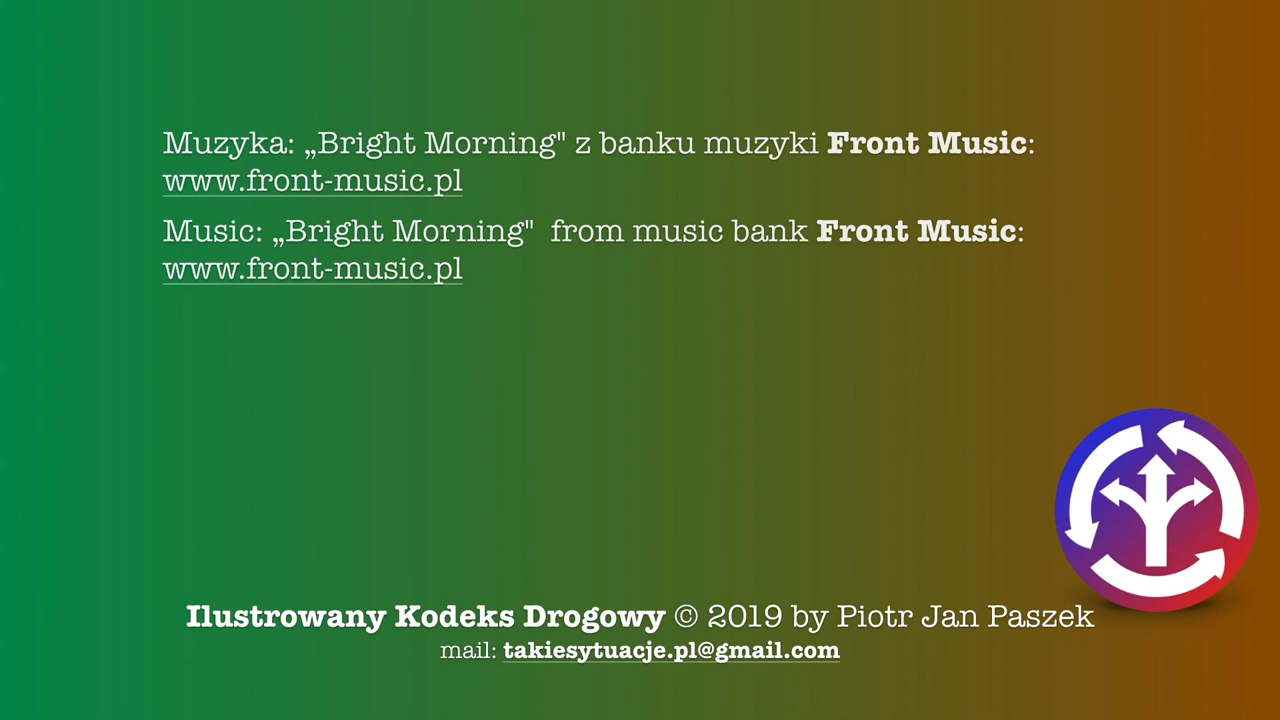 Muzyka: „Bright Morning" z banku muzyki Front Music:
www.front-music.pl
Music: „Bright Morning"  from music bank Front Music:
www.front-music.pl
Ilustrowany Kodeks Drogowy © 2019 by Piotr Jan Paszek
mail: takiesytuacje.pl@gmail.com